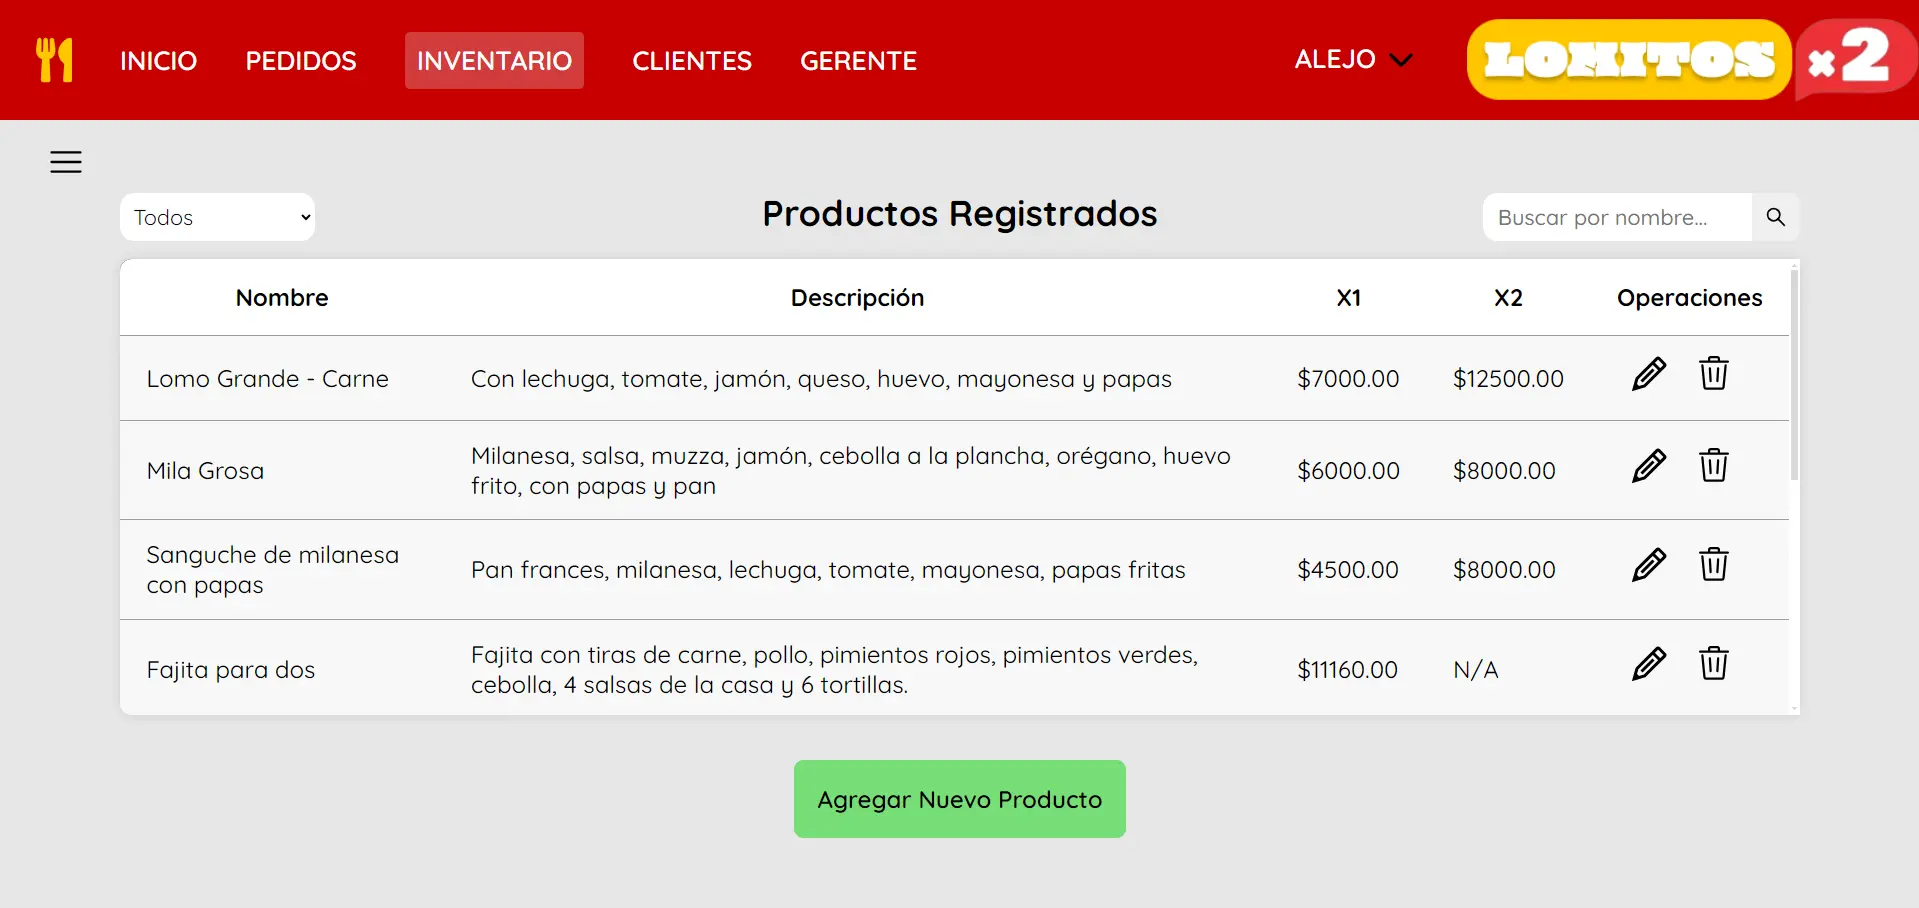 INICIO PEDIDOS INVENTARIO CLIENTES GERENTE ALEJO LOMITOS x2
Todos Productos Registrados Buscar por nombre...
Nombre Descripción X1 X2 Operaciones
Lomo Grande - Carne Con lechuga, tomate, jamón, queso, huevo, mayonesa y papas $7000.00 $12500.00
Mila Grosa Milanesa, salsa, muzza, jamón, cebolla a la plancha, orégano, huevo
frito, con papas y pan $6000.00 $8000.00
Sanguche de milanesa
con papas Pan frances, milanesa, lechuga, tomate, mayonesa, papas fritas $4500.00 $8000.00
Fajita para dos Fajita con tiras de carne, pollo, pimientos rojos, pimientos verdes,
cebolla, 4 salsas de la casa y 6 tortillas. $11160.00 N/A
Agregar Nuevo Producto